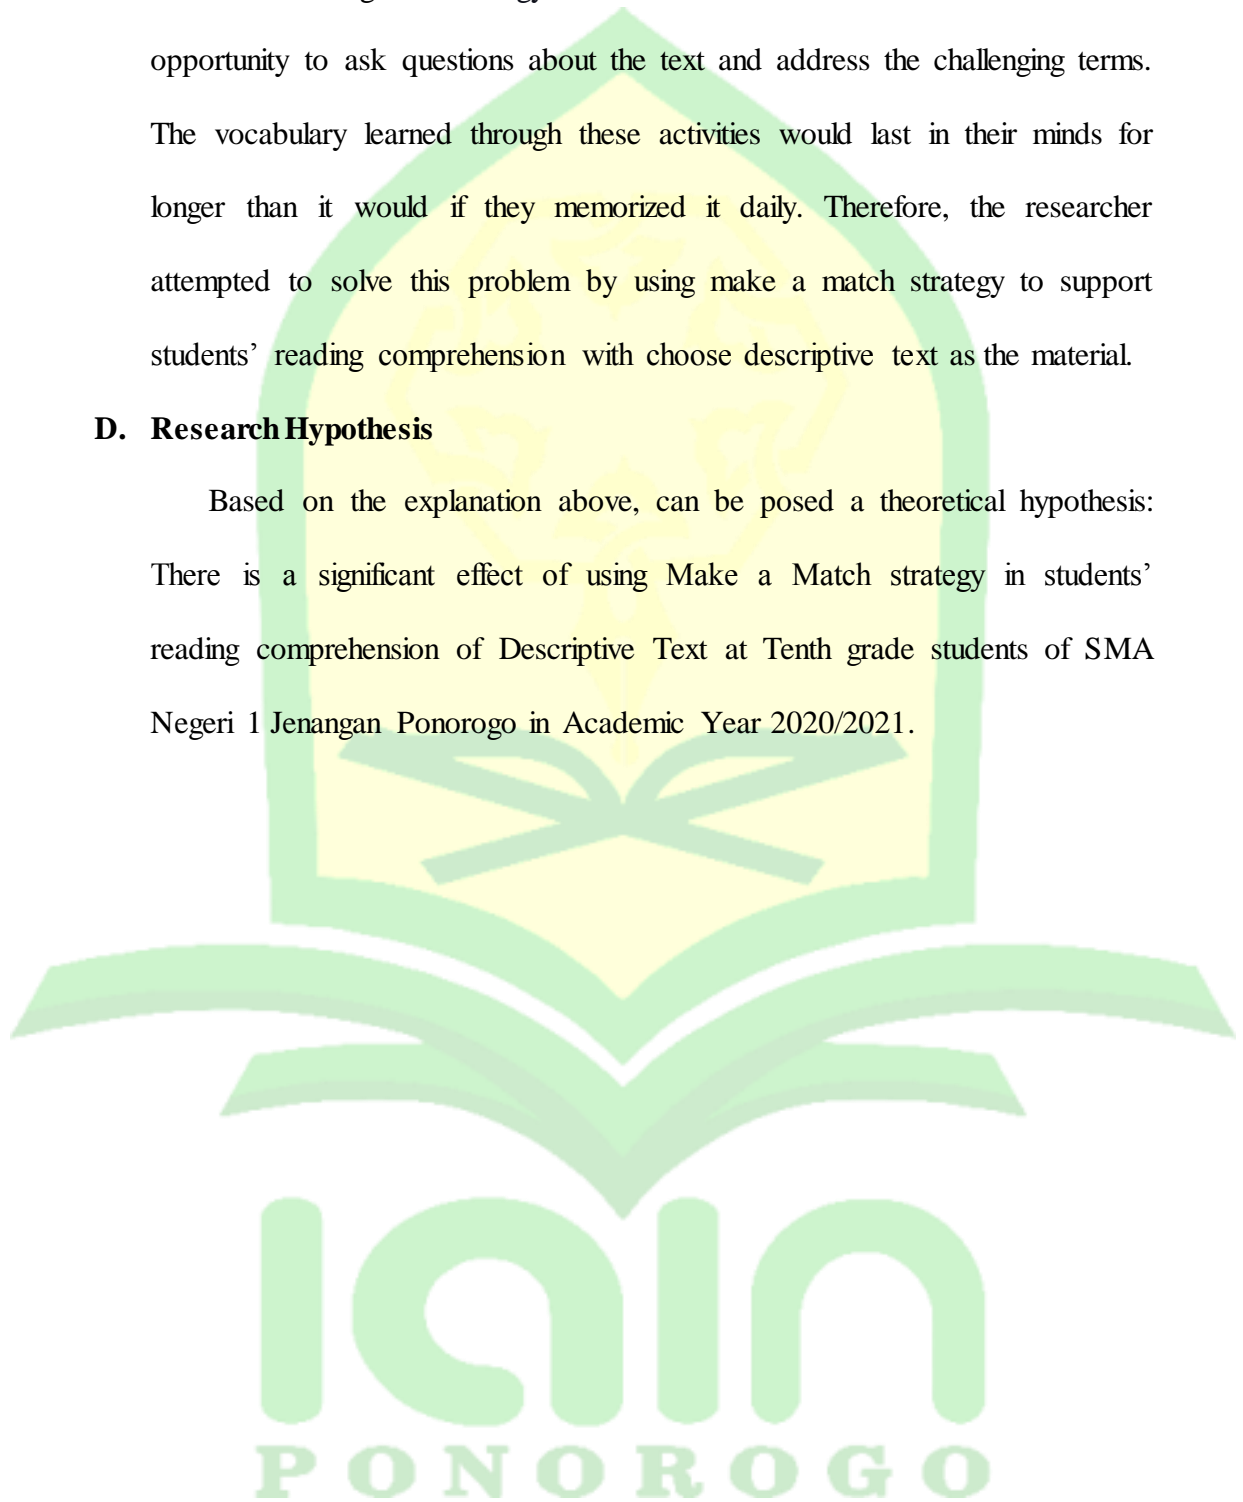 opportunity to ask questions about the text and address the challenging terms.
The vocabulary learned through these activities would last in their minds for
longer than it would if they memorized it daily. Therefore, the researcher
attempted to solve this problem by using make a match strategy to support
students’ reading comprehension with choose descriptive text as the material.
D. Research Hypothesis
Based on the explanation above, can be posed a theoretical hypothesis:
There is a significant effect of using Make a Match strategy in students’
reading comprehension of Descriptive Text at Tenth grade students of SMA
Negeri 1 Jenangan Ponorogo in Academic Year 2020/2021.
iain
PONOROGO